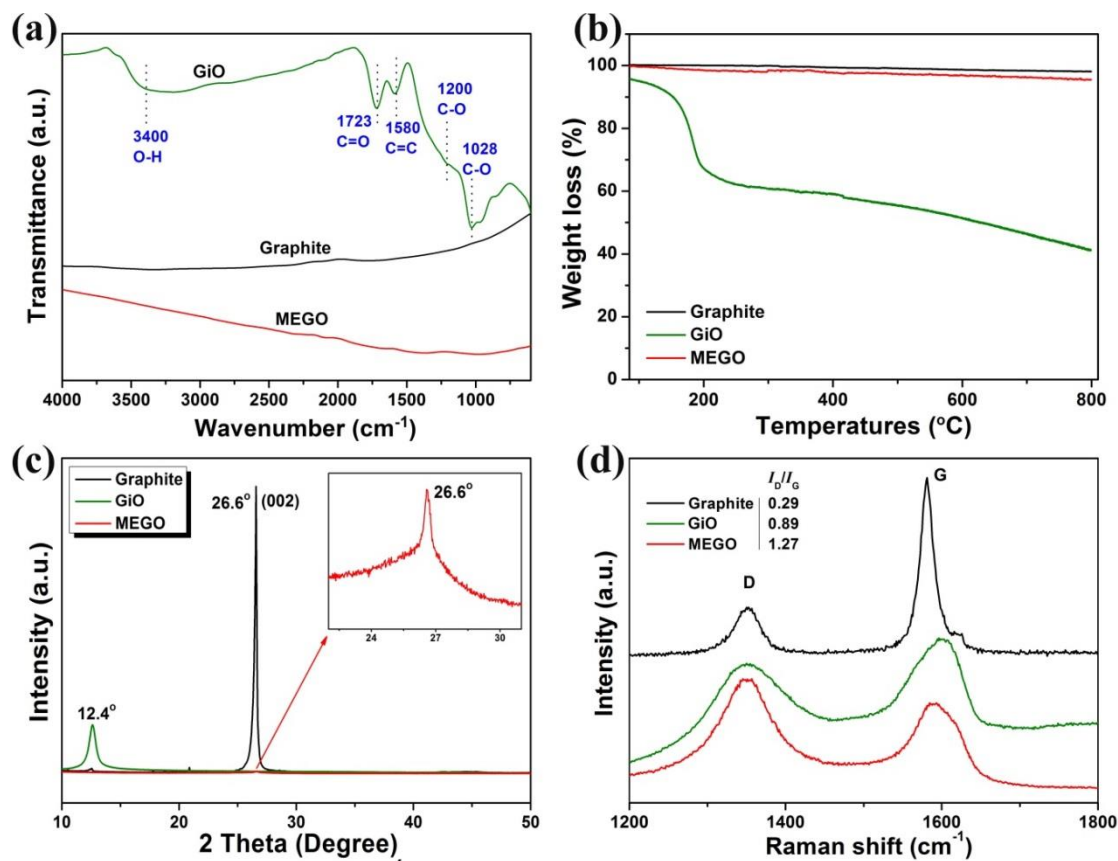 (a)
GiO
3400
O-H
1723
C=O
1580
C=C
1200
C-O
1028
C-O
Graphite
MEGO
Transmittance (a.u.)
4000 3500 3000 2500 2000 1500 1000
Wavenumber (cm⁻¹)
(b)
100
80
60
40
20
0
Weight loss (%)
Graphite
GiO
MEGO
200 400 600 800
Temperatures (ºC)
(c)
Graphite
GiO
MEGO
26.6° (002)
26.6°
24 27 30
12.4°
Intensity (a.u.)
10 20 30 40 50
2 Theta (Degree)
(d)
I_D/I_G
Graphite 0.29
GiO 0.89
MEGO 1.27
G
D
Intensity (a.u.)
1200 1400 1600 1800
Raman shift (cm⁻¹)